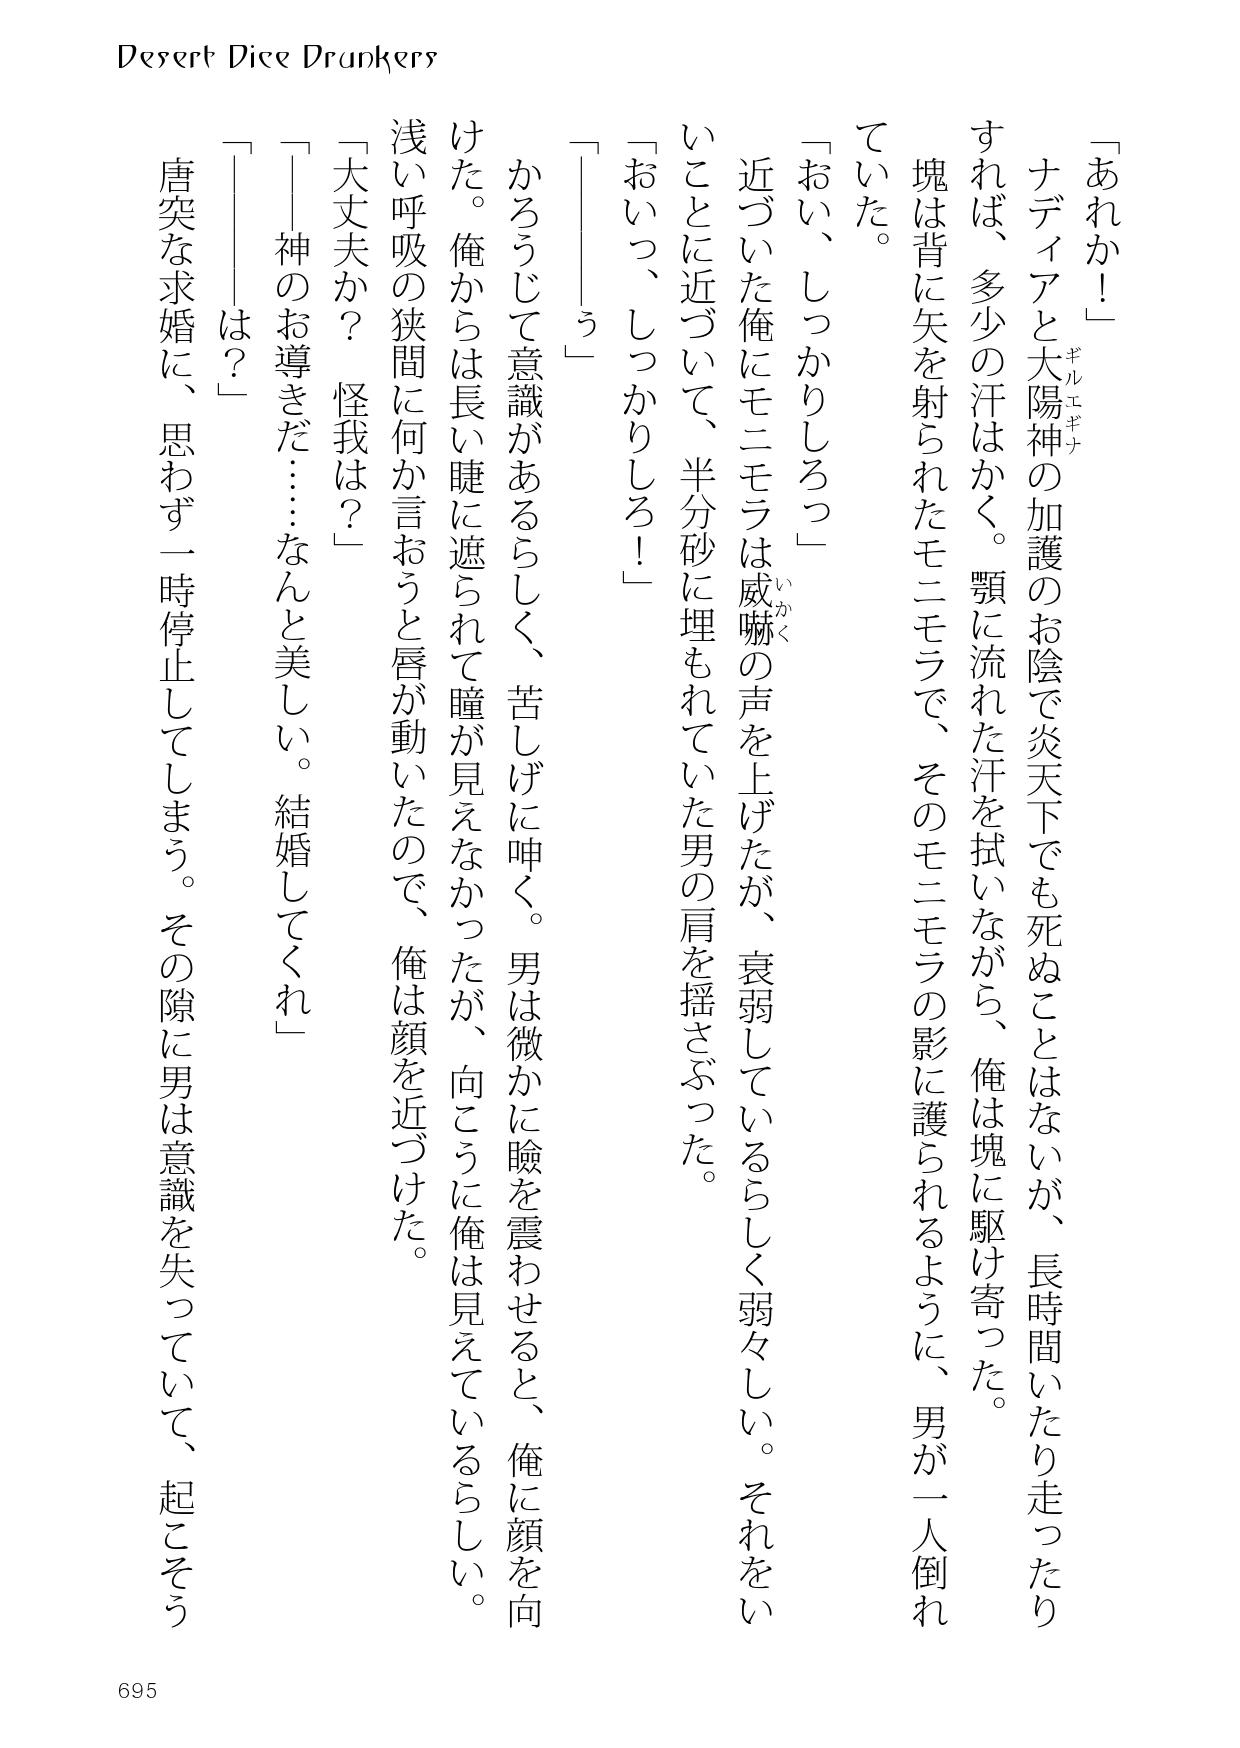 Desert Dice Drunkers
「あれか！」
　ナディアと大陽神の加護のお陰で炎天下でも死ぬことはないが、長時間いたり走ったり
ギルエギナ
すれば、多少の汗はかく。顎に流れた汗を拭いながら、俺は塊に駆け寄った。
　塊は背に矢を射られたモニモラで、そのモニモラの影に護られるように、男が一人倒れ
ていた。
「おい、しっかりしろっ」
　近づいた俺にモニモラは威嚇の声を上げたが、衰弱しているらしく弱々しい。それをい
いかく
いことに近づいて、半分砂に埋もれていた男の肩を揺さぶった。
「おいっ、しっかりしろ！」
「――――ぅ」
　かろうじて意識があるらしく、苦しげに呻く。男は微かに瞼を震わせると、俺に顔を向
けた。俺からは長い睫に遮られて瞳が見えなかったが、向こうに俺は見えているらしい。
浅い呼吸の狭間に何か言おうと唇が動いたので、俺は顔を近づけた。
「大丈夫か？　怪我は？」
「――神のお導きだ……なんと美しい。結婚してくれ」
「――――は？」
　唐突な求婚に、思わず一時停止してしまう。その隙に男は意識を失っていて、起こそう
695